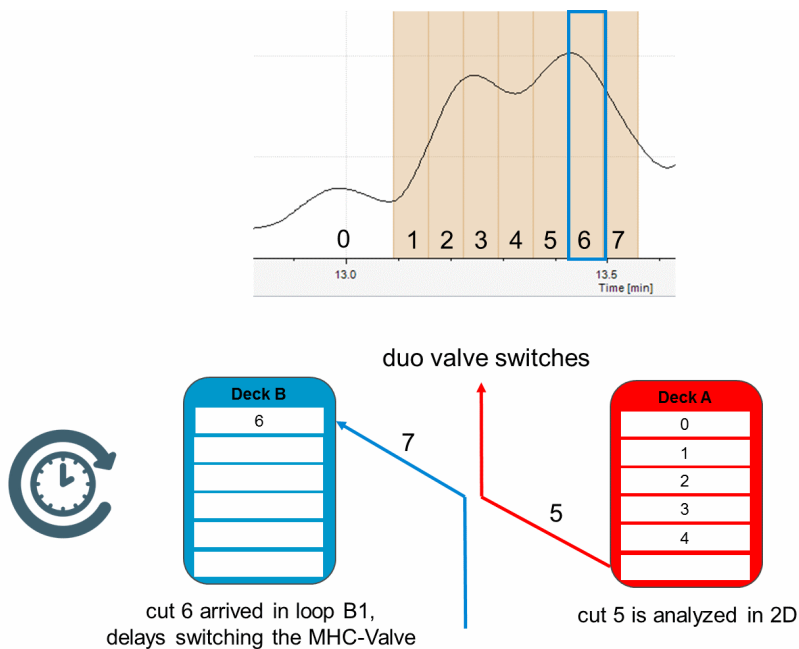 0 1 2 3 4 5 6 7
13.0 13.5
Time [min]
duo valve switches
Deck B
6
7
5
Deck A
0
1
2
3
4
cut 6 arrived in loop B1,
delays switching the MHC-Valve
cut 5 is analyzed in 2D